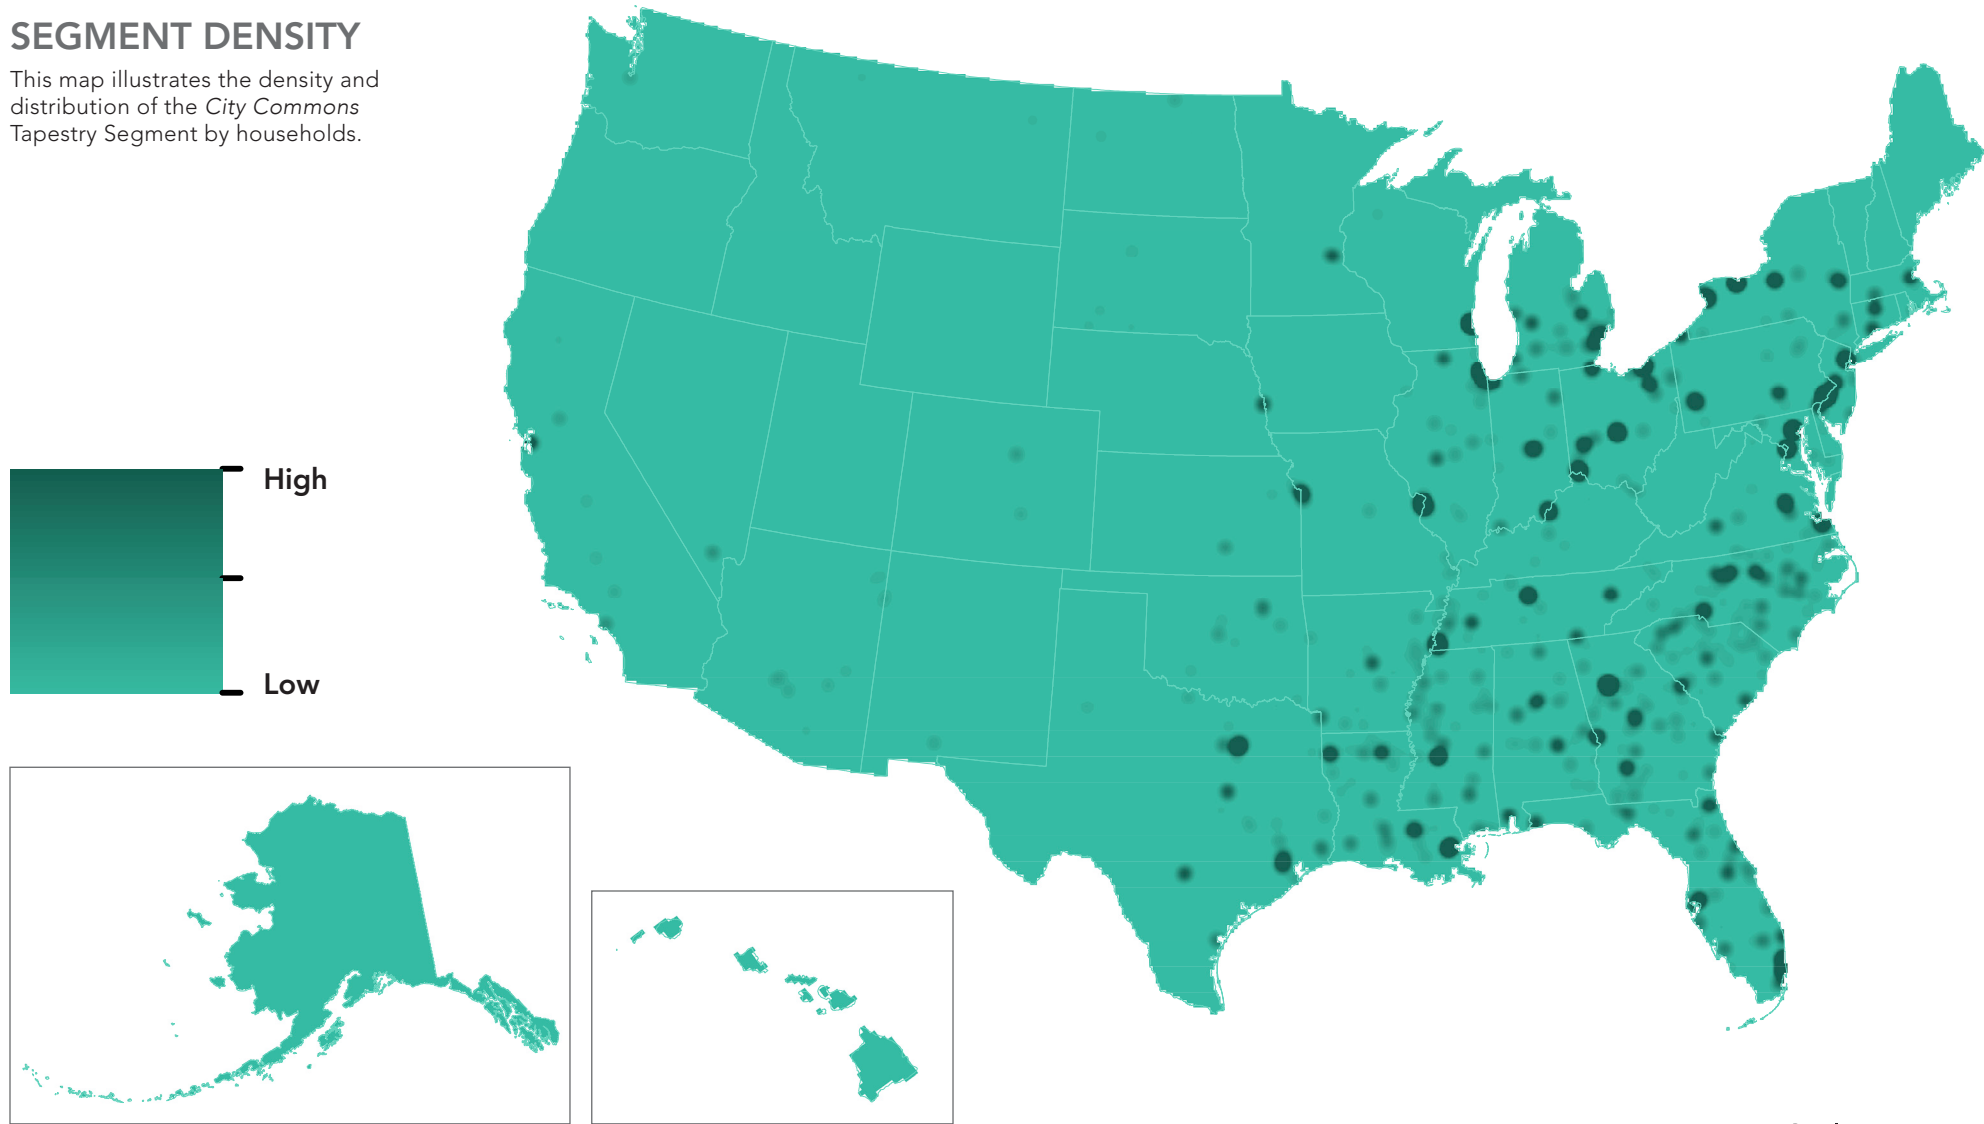 SEGMENT DENSITY
This map illustrates the density and
distribution of the City Commons
Tapestry Segment by households.
High
Low